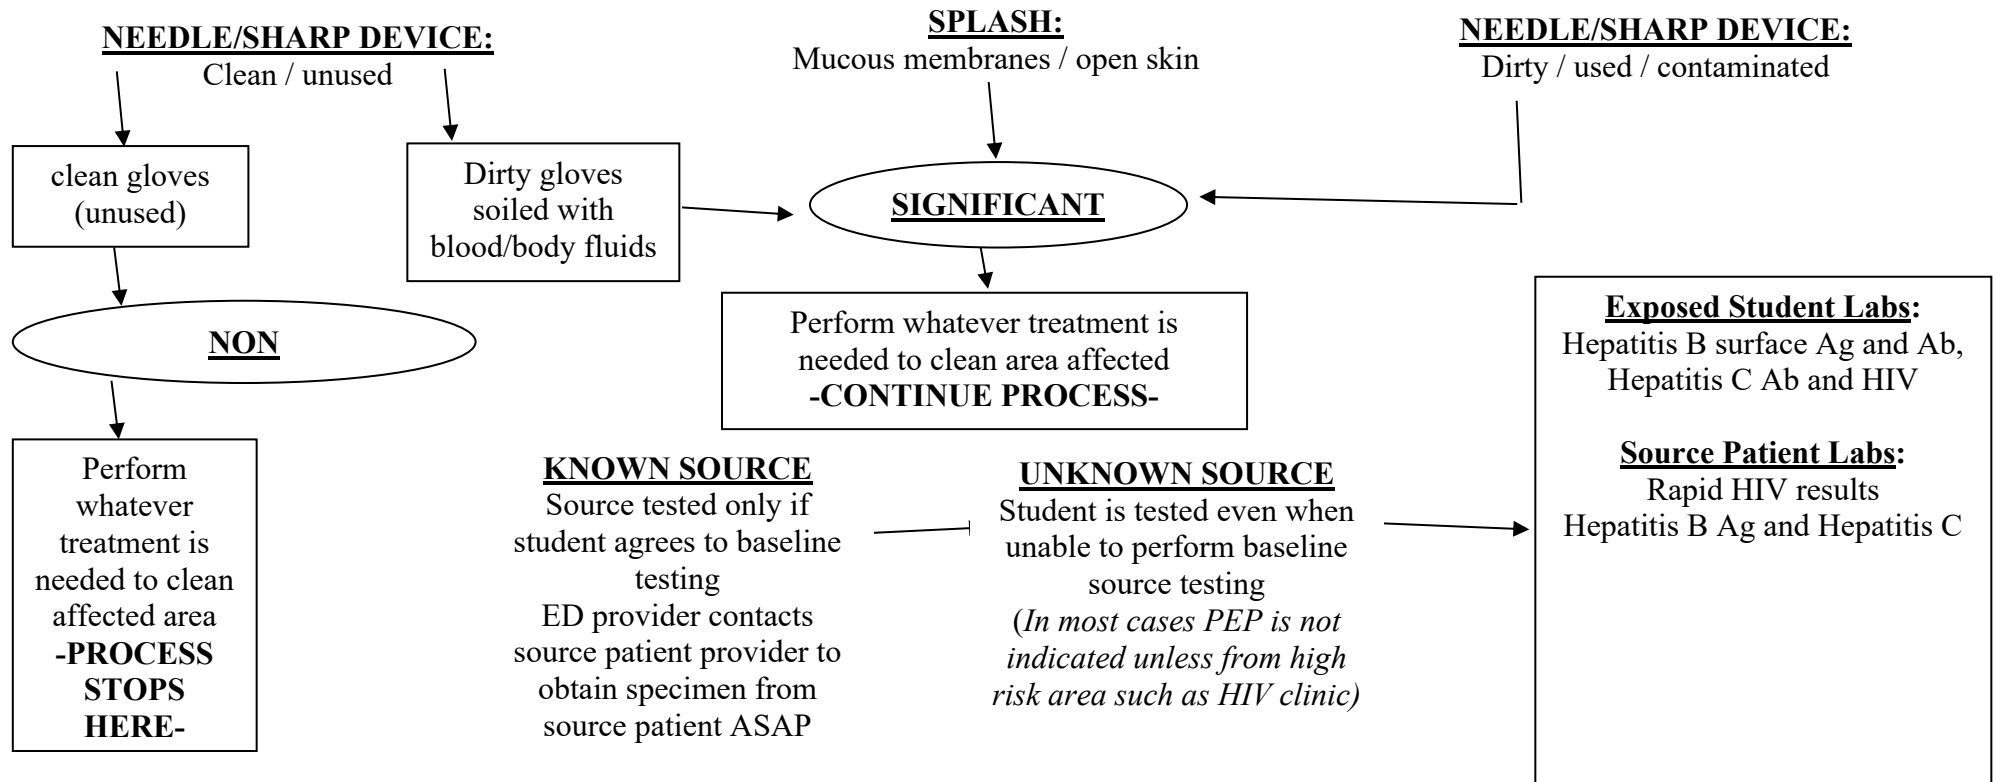 NEEDLE/SHARP DEVICE:
Clean / unused
SPLASH:
Mucous membranes / open skin
NEEDLE/SHARP DEVICE:
Dirty / used / contaminated
clean gloves
(unused)
Dirty gloves
soiled with
blood/body fluids
SIGNIFICANT
NON
Perform whatever treatment is
needed to clean area affected
-CONTINUE PROCESS-
Perform
whatever
treatment is
needed to clean
affected area
-PROCESS
STOPS
HERE-
KNOWN SOURCE
Source tested only if
student agrees to baseline
testing
ED provider contacts
source patient provider to
obtain specimen from
source patient ASAP
UNKNOWN SOURCE
Student is tested even when
unable to perform baseline
source testing
(In most cases PEP is not
indicated unless from high
risk area such as HIV clinic)
Exposed Student Labs:
Hepatitis B surface Ag and Ab,
Hepatitis C Ab and HIV
Source Patient Labs:
Rapid HIV results
Hepatitis B Ag and Hepatitis C